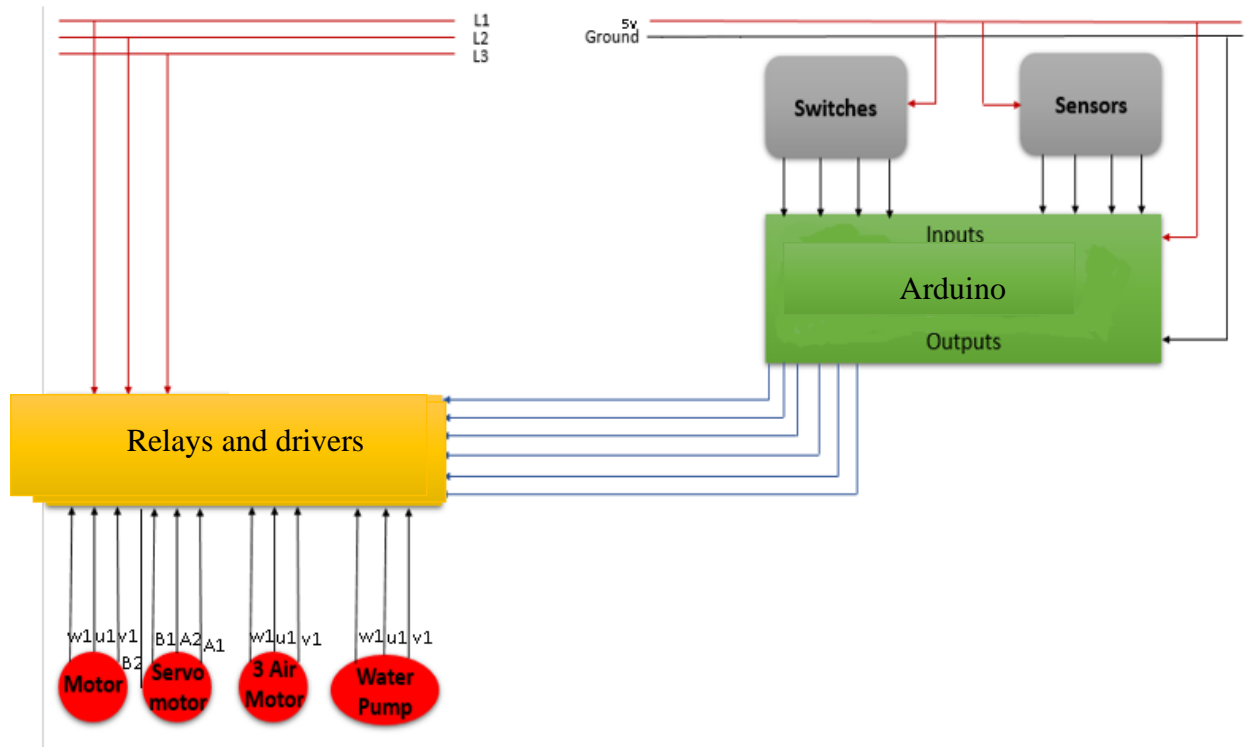 L1
L2
L3
5v
Ground
Switches
Sensors
Inputs
Arduino
Outputs
Relays and drivers
w1 u1 v1
B2
B1 A2 A1
w1 u1 v1
w1 u1 v1
Motor
Servo
motor
3 Air
Motor
Water
Pump